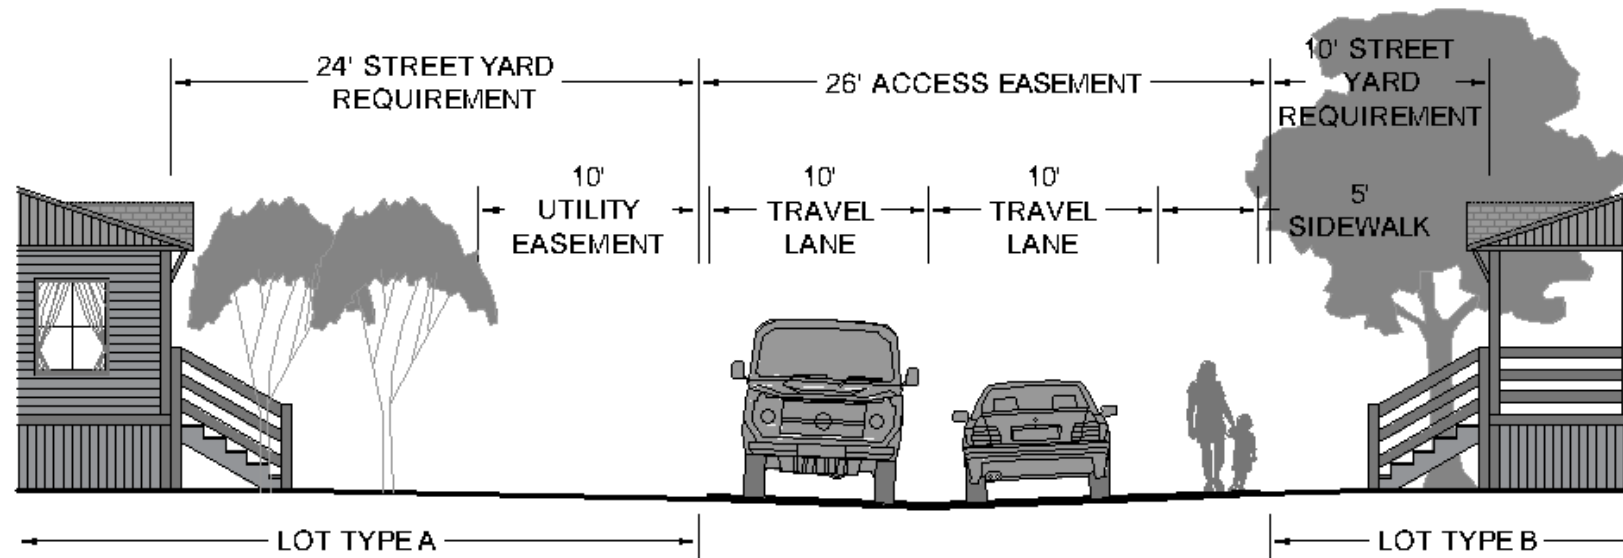 24' STREET YARD
REQUIREMENT
26' ACCESS EASEMENT
10' STREET
YARD
REQUIREMENT
10'
UTILITY
EASEMENT
10'
TRAVEL
LANE
10'
TRAVEL
LANE
5'
SIDEWALK
LOT TYPE A
LOT TYPE B